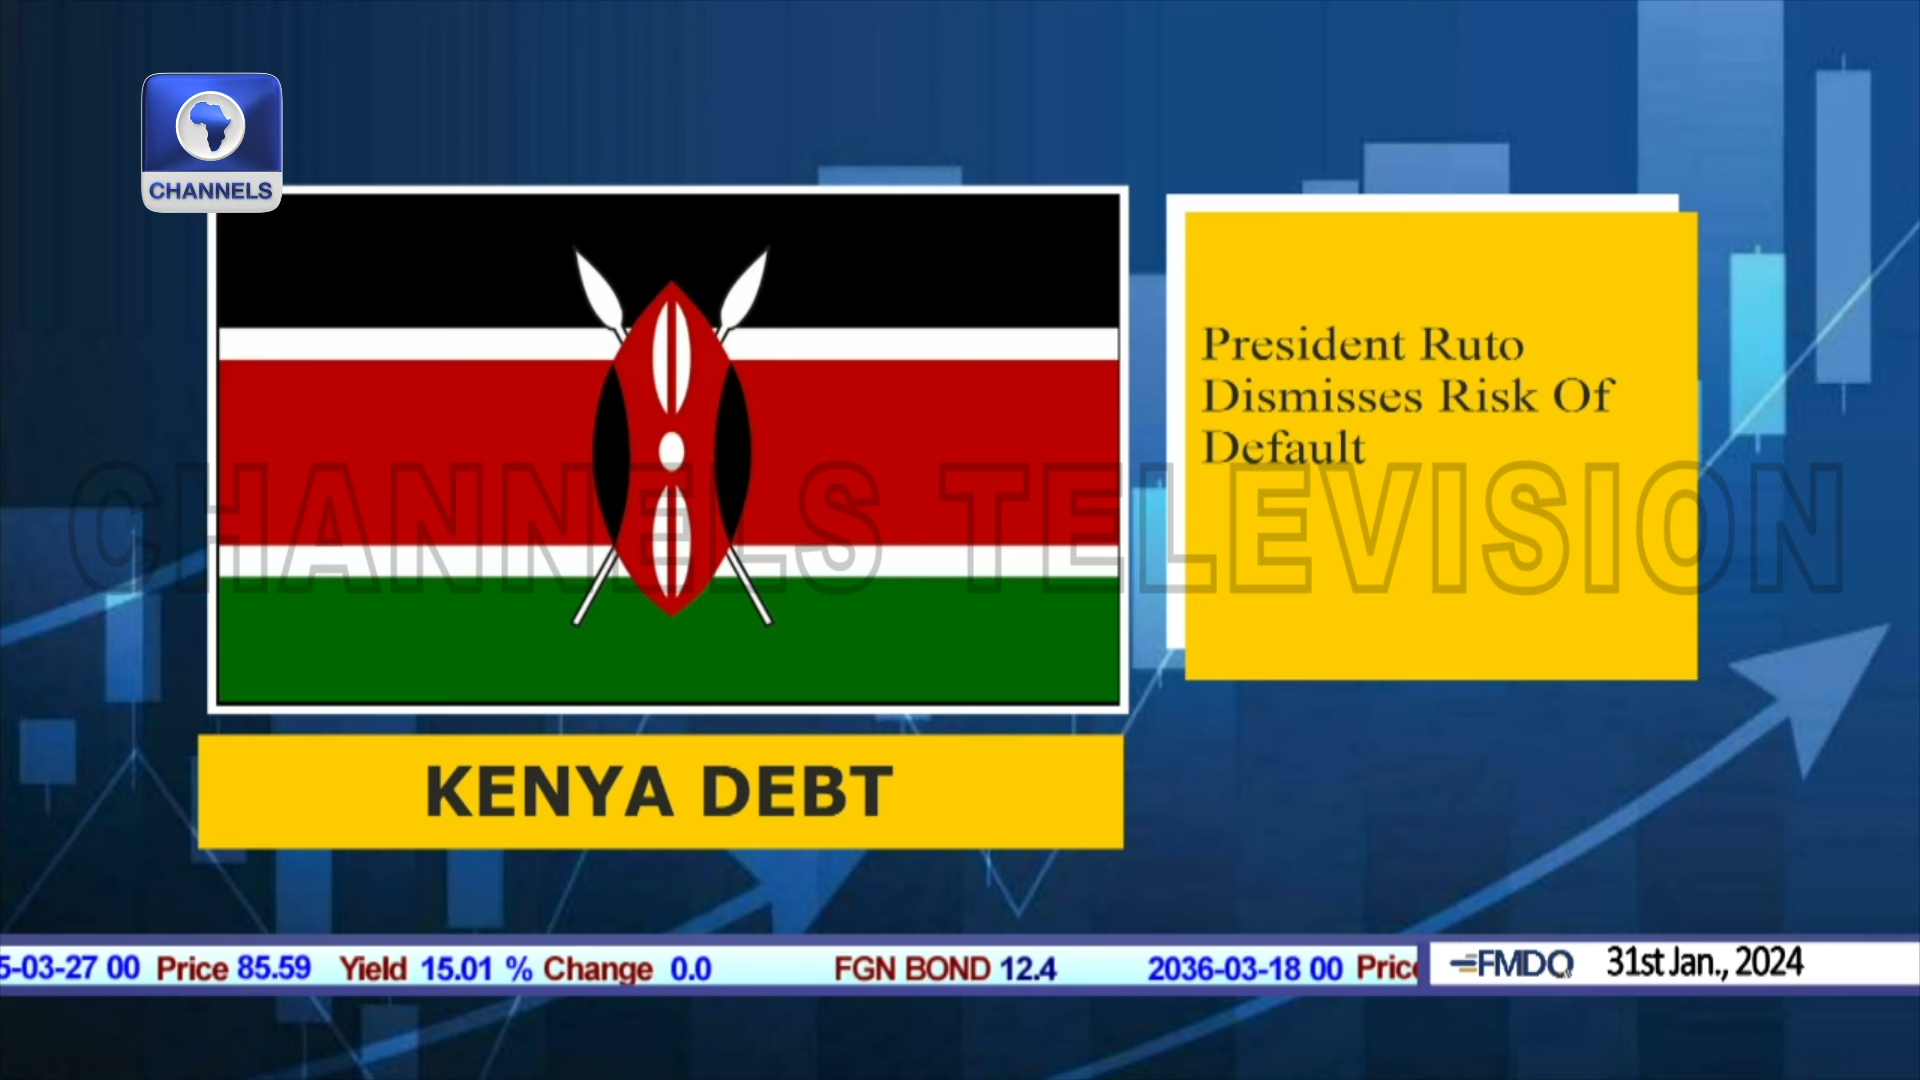 CHANNELS
President Ruto
Dismisses Risk Of
Default
CHANNELS TELEVISION
KENYA DEBT
5-03-27 00 Price 85.59 Yield 15.01 % Change 0.0 FGN BOND 12.4 2036-03-18 00 Pric
FMDQ 31st Jan., 2024